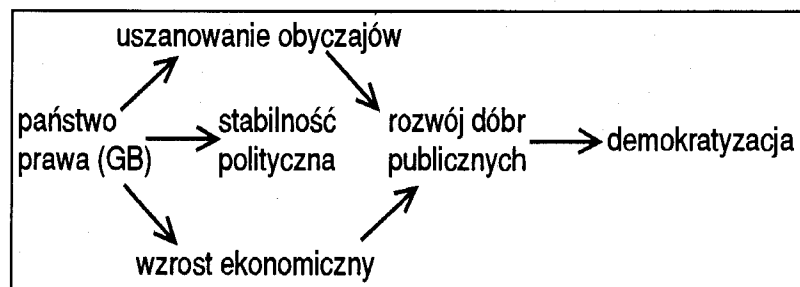 uszanowanie obyczajów
państwo
prawa (GB)
stabilność
polityczna
rozwój dóbr
publicznych
demokratyzacja
wzrost ekonomiczny